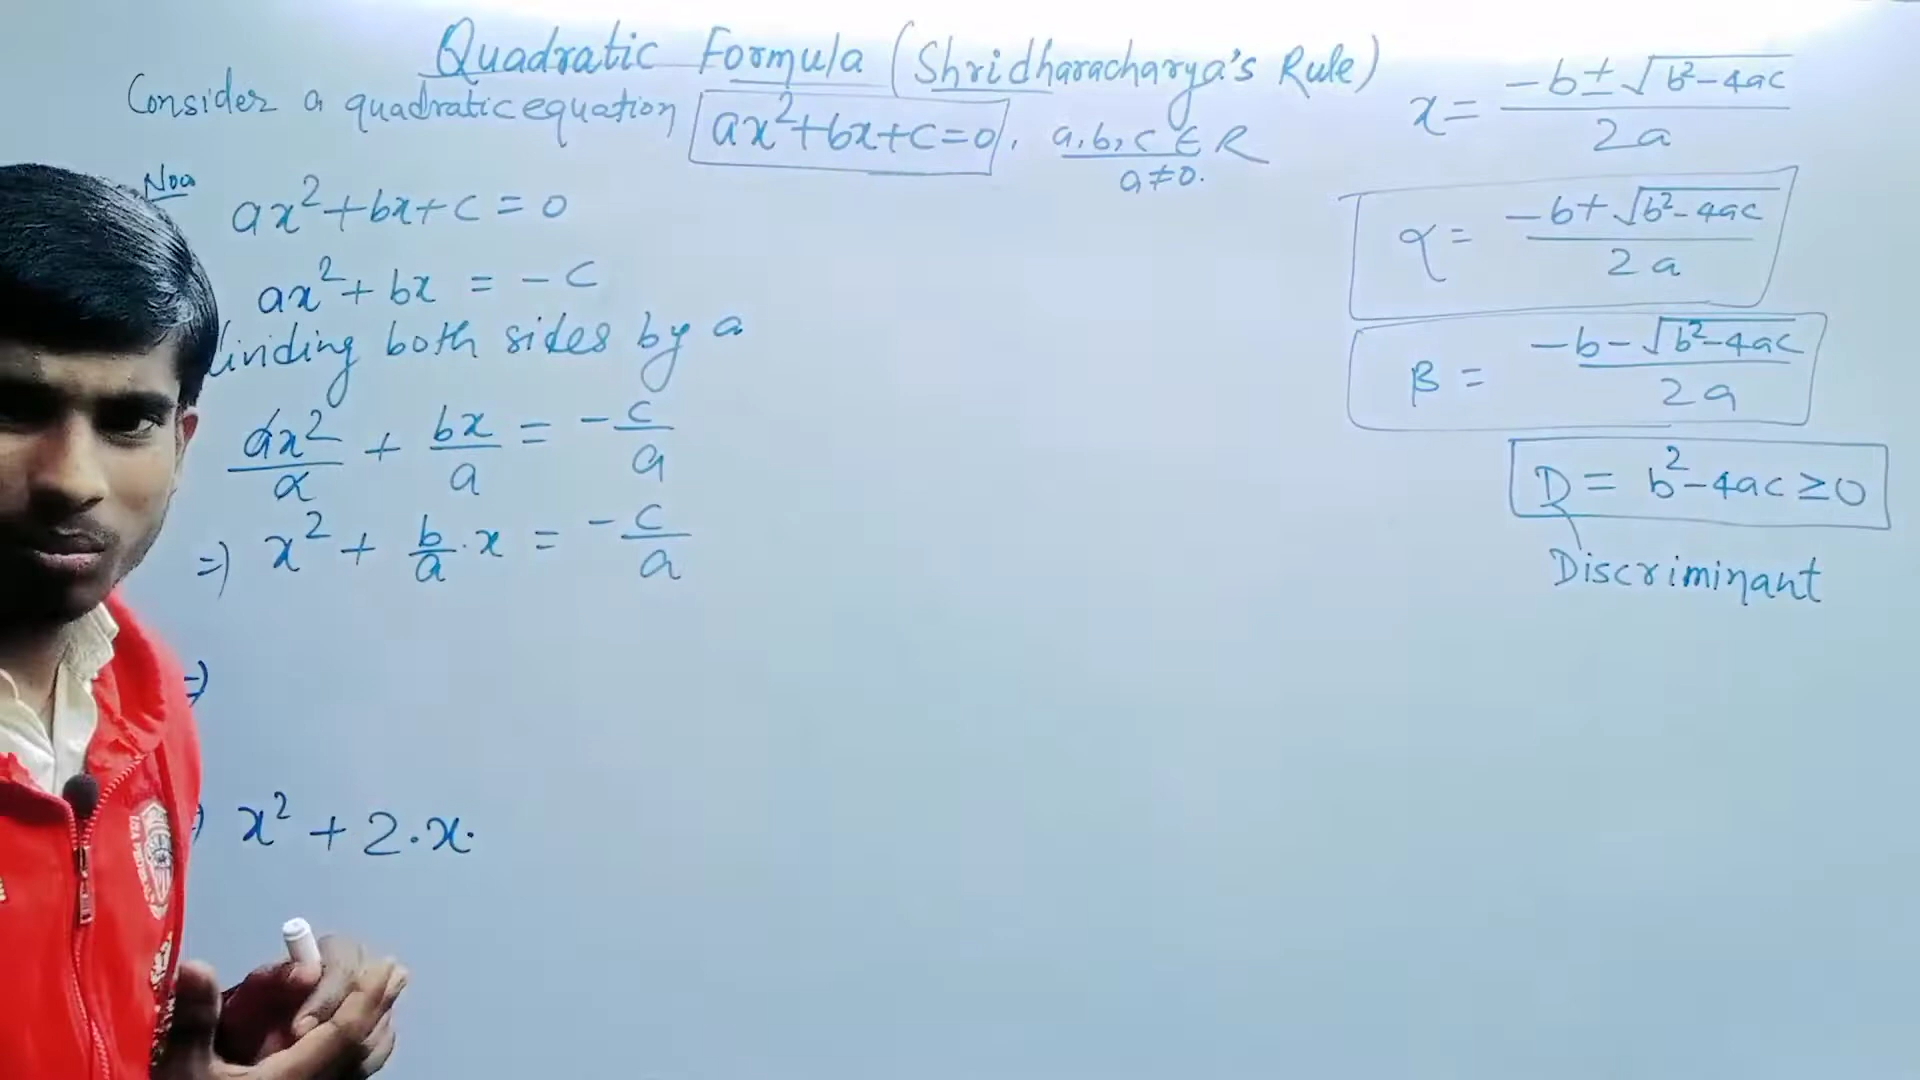 Quadratic Formula (Shridharacharya's Rule)
Consider a quadratic equation ax²+bx+c=0, a,b,c ∈ R
a≠0.
Now
ax²+bx+c=0
ax²+bx = -c
dividing both sides by a
ax²/a + bx/a = -c/a
=) x² + b/a·x = -c/a
=)
=) x² + 2·x·
x = (-b±√(b²-4ac))/2a
α = (-b+√(b²-4ac))/2a
β = (-b-√(b²-4ac))/2a
D = b²-4ac ≥ 0
Discriminant